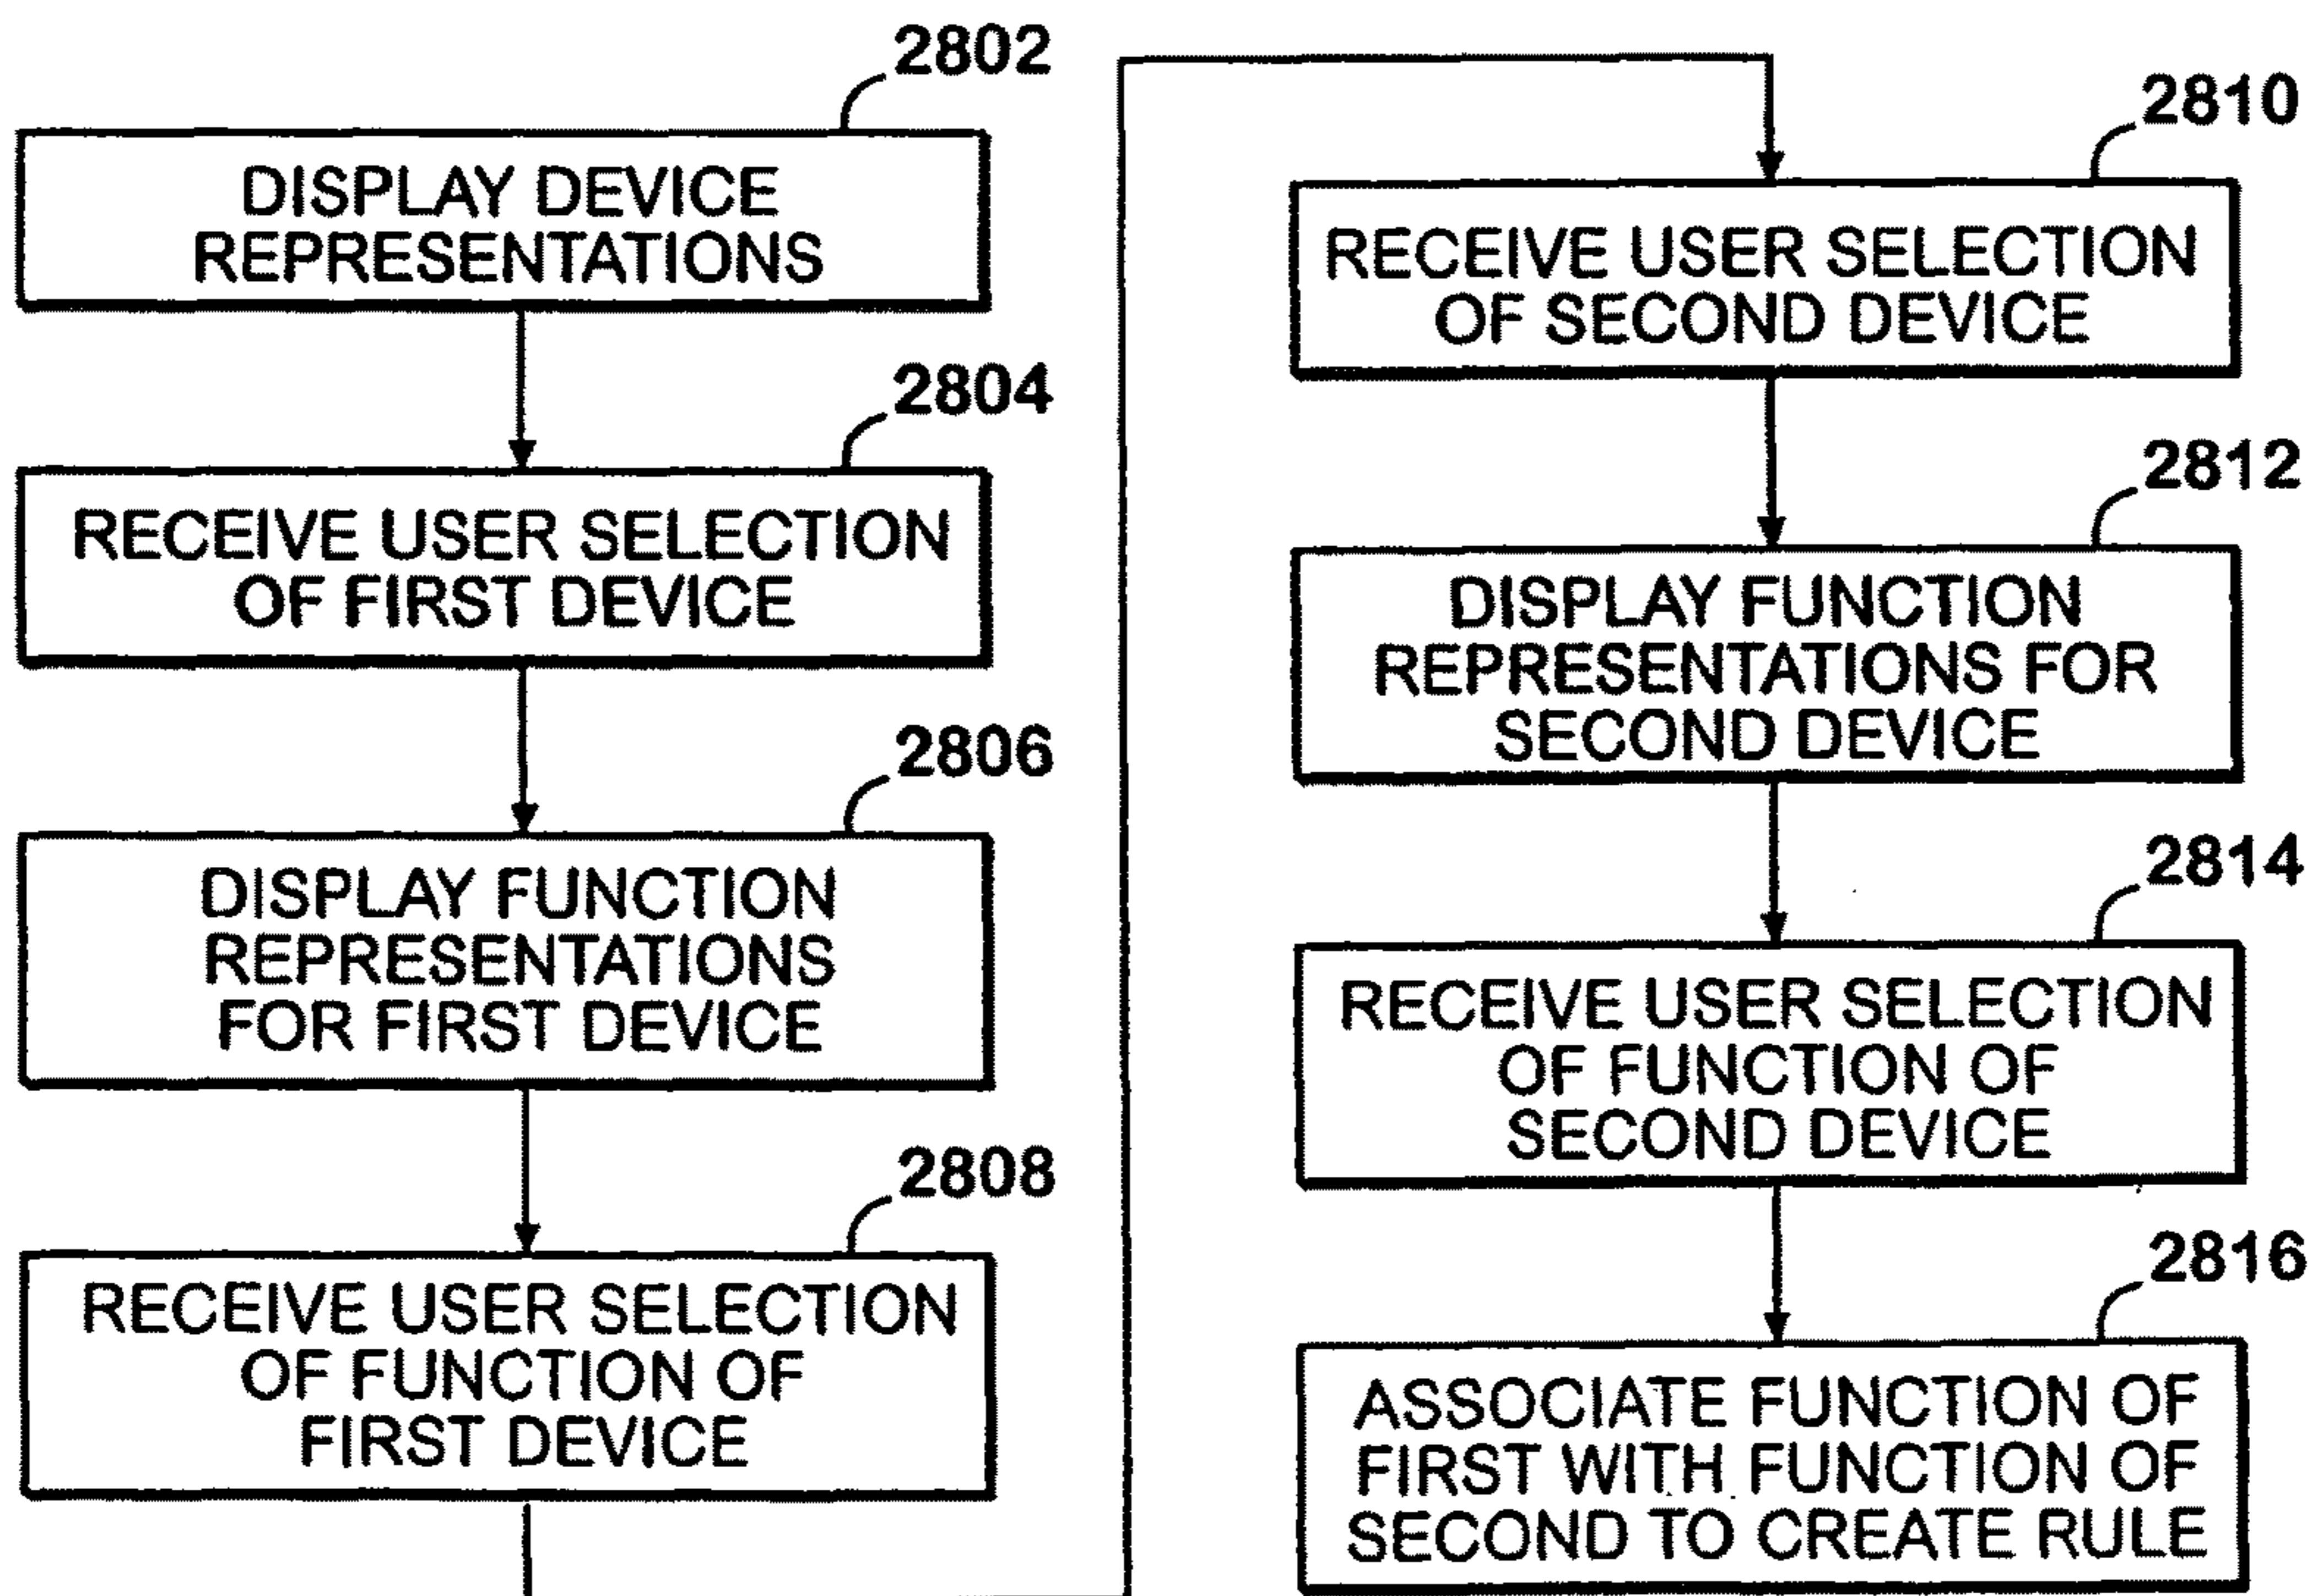 2802
DISPLAY DEVICE
REPRESENTATIONS
2804
RECEIVE USER SELECTION
OF FIRST DEVICE
2806
DISPLAY FUNCTION
REPRESENTATIONS
FOR FIRST DEVICE
2808
RECEIVE USER SELECTION
OF FUNCTION OF
FIRST DEVICE
2810
RECEIVE USER SELECTION
OF SECOND DEVICE
2812
DISPLAY FUNCTION
REPRESENTATIONS FOR
SECOND DEVICE
2814
RECEIVE USER SELECTION
OF FUNCTION OF
SECOND DEVICE
2816
ASSOCIATE FUNCTION OF
FIRST WITH FUNCTION OF
SECOND TO CREATE RULE